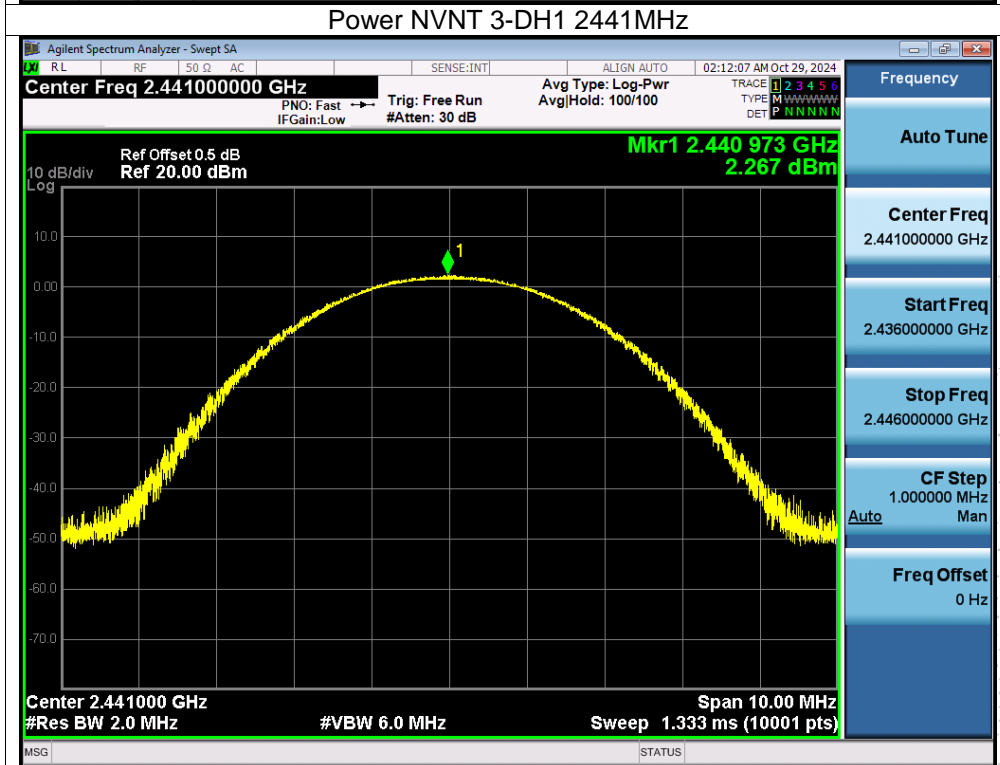 Power NVNT 3-DH1 2441MHz
Agilent Spectrum Analyzer - Swept SA
LXI RL RF 50 Ω AC SENSE:INT ALIGN AUTO 02:12:07 AM Oct 29, 2024
Center Freq 2.441000000 GHz
PNO: Fast
IFGain:Low
Trig: Free Run
#Atten: 30 dB
Avg Type: Log-Pwr
Avg|Hold: 100/100
TRACE 1 2 3 4 5 6
TYPE M W W W W W
DET P N N N N N
Ref Offset 0.5 dB
10 dB/div Ref 20.00 dBm
Log
Mkr1 2.440 973 GHz
2.267 dBm
1
10.0
0.00
-10.0
-20.0
-30.0
-40.0
-50.0
-60.0
-70.0
Center 2.441000 GHz Span 10.00 MHz
#Res BW 2.0 MHz #VBW 6.0 MHz Sweep 1.333 ms (10001 pts)
MSG STATUS
Frequency
Auto Tune
Center Freq
2.441000000 GHz
Start Freq
2.436000000 GHz
Stop Freq
2.446000000 GHz
CF Step
1.000000 MHz
Auto Man
Freq Offset
0 Hz